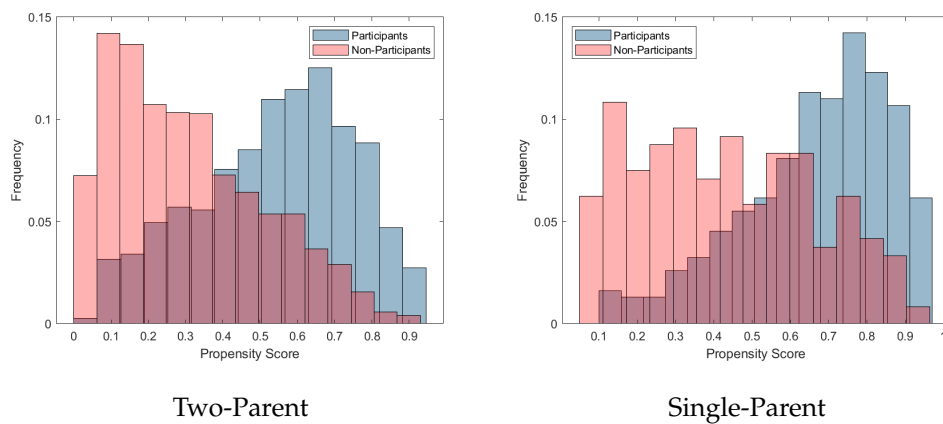 0.15
0.1
0.05
0
Frequency
Participants
Non-Participants
0 0.1 0.2 0.3 0.4 0.5 0.6 0.7 0.8 0.9
Propensity Score
Two-Parent
0.15
0.1
0.05
0
Frequency
Participants
Non-Participants
0.1 0.2 0.3 0.4 0.5 0.6 0.7 0.8 0.9
Propensity Score
Single-Parent